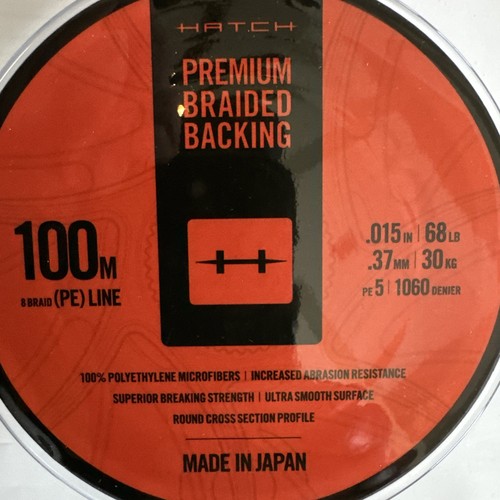 HATCH
PREMIUM
BRAIDED
BACKING
100M
8 BRAID (PE) LINE
.015 IN | 68 LB
.37 MM | 30 KG
PE 5 | 1060 DENIER
100% POLYETHYLENE MICROFIBERS | INCREASED ABRASION RESISTANCE
SUPERIOR BREAKING STRENGTH | ULTRA SMOOTH SURFACE
ROUND CROSS SECTION PROFILE
MADE IN JAPAN